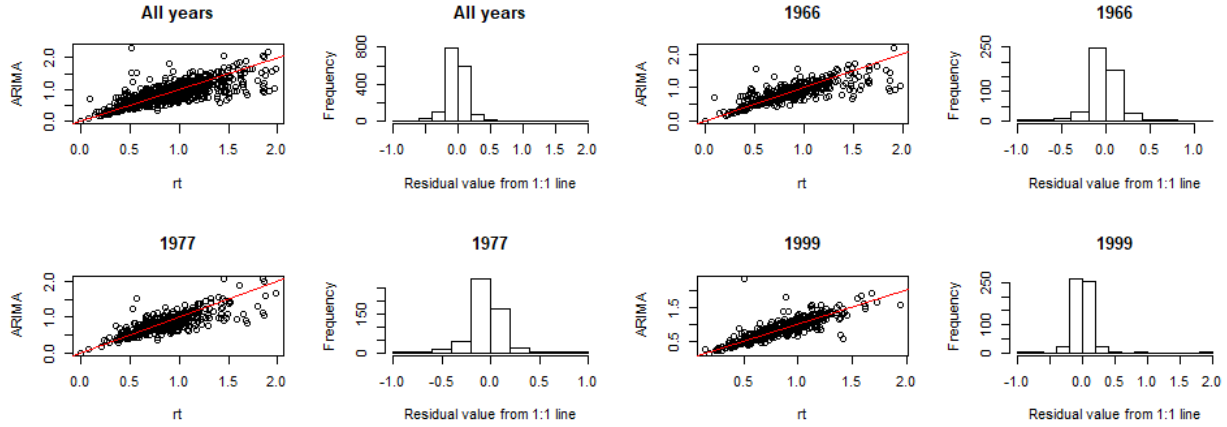 All years All years 1966 1966
ARIMA
0.0 1.0 2.0
0.0 0.5 1.0 1.5 2.0
rt
Frequency
0 400 800
-1.0 0.0 0.5 1.0 1.5 2.0
Residual value from 1:1 line
ARIMA
0.0 1.0 2.0
0.0 0.5 1.0 1.5 2.0
rt
Frequency
0 100 250
-1.0 -0.5 0.0 0.5 1.0
Residual value from 1:1 line
1977 1977 1999 1999
ARIMA
0.0 1.0 2.0
0.0 0.5 1.0 1.5 2.0
rt
Frequency
0 150
-1.0 -0.5 0.0 0.5 1.0
Residual value from 1:1 line
ARIMA
0.5 1.5
0.5 1.0 1.5 2.0
rt
Frequency
0 100 250
-1.0 0.0 0.5 1.0 1.5 2.0
Residual value from 1:1 line